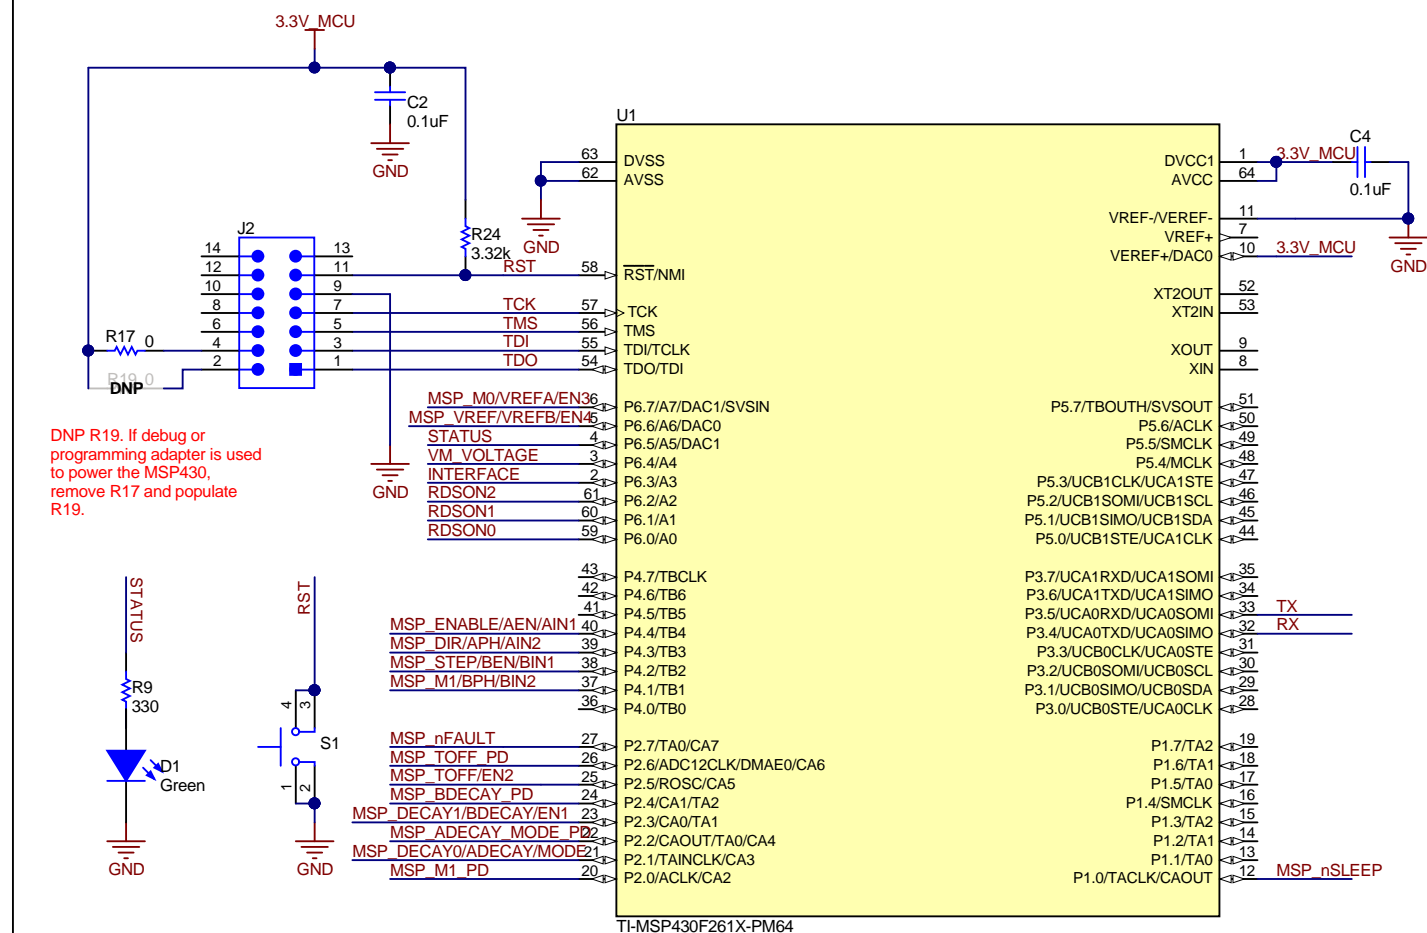 3.3V_MCU
C2
0.1uF
GND
U1
63 DVSS
62 AVSS
GND
DVCC1 1 3.3V_MCU
AVCC 64
C4
0.1uF
VREF-/VEREF- 11
VREF+ 7
VEREF+/DAC0 10 3.3V_MCU
GND
J2
R24
3.32k
14 13
12 11 RST 58 RST/NMI
10 9
8 7 TCK 57 TCK
6 5 TMS 56 TMS
R17 0 4 3 TDI 55 TDI/TCLK
2 1 TDO 54 TDO/TDI
R19 0
DNP
XT2OUT 52
XT2IN 53
XOUT 9
XIN 8
DNP R19. If debug or
programming adapter is used
to power the MSP430,
remove R17 and populate
R19.
GND
MSP_M0/VREFA/EN3 6 P6.7/A7/DAC1/SVSIN
MSP_VREF/VREFB/EN4 5 P6.6/A6/DAC0
STATUS 4 P6.5/A5/DAC1
VM_VOLTAGE 3 P6.4/A4
INTERFACE 2 P6.3/A3
RDSON2 61 P6.2/A2
RDSON1 60 P6.1/A1
RDSON0 59 P6.0/A0
P5.7/TBOUTH/SVSOUT 51
P5.6/ACLK 50
P5.5/SMCLK 49
P5.4/MCLK 48
P5.3/UCB1CLK/UCA1STE 47
P5.2/UCB1SOMI/UCB1SCL 46
P5.1/UCB1SIMO/UCB1SDA 45
P5.0/UCB1STE/UCA1CLK 44
43 P4.7/TBCLK
42 P4.6/TB6
41 P4.5/TB5
MSP_ENABLE/AEN/AIN1 40 P4.4/TB4
MSP_DIR/APH/AIN2 39 P4.3/TB3
MSP_STEP/BEN/BIN1 38 P4.2/TB2
MSP_M1/BPH/BIN2 37 P4.1/TB1
36 P4.0/TB0
P3.7/UCA1RXD/UCA1SOMI 35
P3.6/UCA1TXD/UCA1SIMO 34
P3.5/UCA0RXD/UCA0SOMI 33 TX
P3.4/UCA0TXD/UCA0SIMO 32 RX
P3.3/UCB0CLK/UCA0STE 31
P3.2/UCB0SOMI/UCB0SCL 30
P3.1/UCB0SIMO/UCB0SDA 29
P3.0/UCB0STE/UCA0CLK 28
MSP_nFAULT 27 P2.7/TA0/CA7
MSP_TOFF_PD 26 P2.6/ADC12CLK/DMAE0/CA6
MSP_TOFF/EN2 25 P2.5/ROSC/CA5
MSP_BDECAY_PD 24 P2.4/CA1/TA2
MSP_DECAY1/BDECAY/EN1 23 P2.3/CA0/TA1
MSP_ADECAY_MODE_PD 22 P2.2/CAOUT/TA0/CA4
MSP_DECAY0/ADECAY/MODE 21 P2.1/TAINCLK/CA3
MSP_M1_PD 20 P2.0/ACLK/CA2
P1.7/TA2 19
P1.6/TA1 18
P1.5/TA0 17
P1.4/SMCLK 16
P1.3/TA2 15
P1.2/TA1 14
P1.1/TA0 13
P1.0/TACLK/CAOUT 12 MSP_nSLEEP
STATUS
R9
330
D1
Green
GND
RST
4 3
S1
1 2
GND
TI-MSP430F261X-PM64